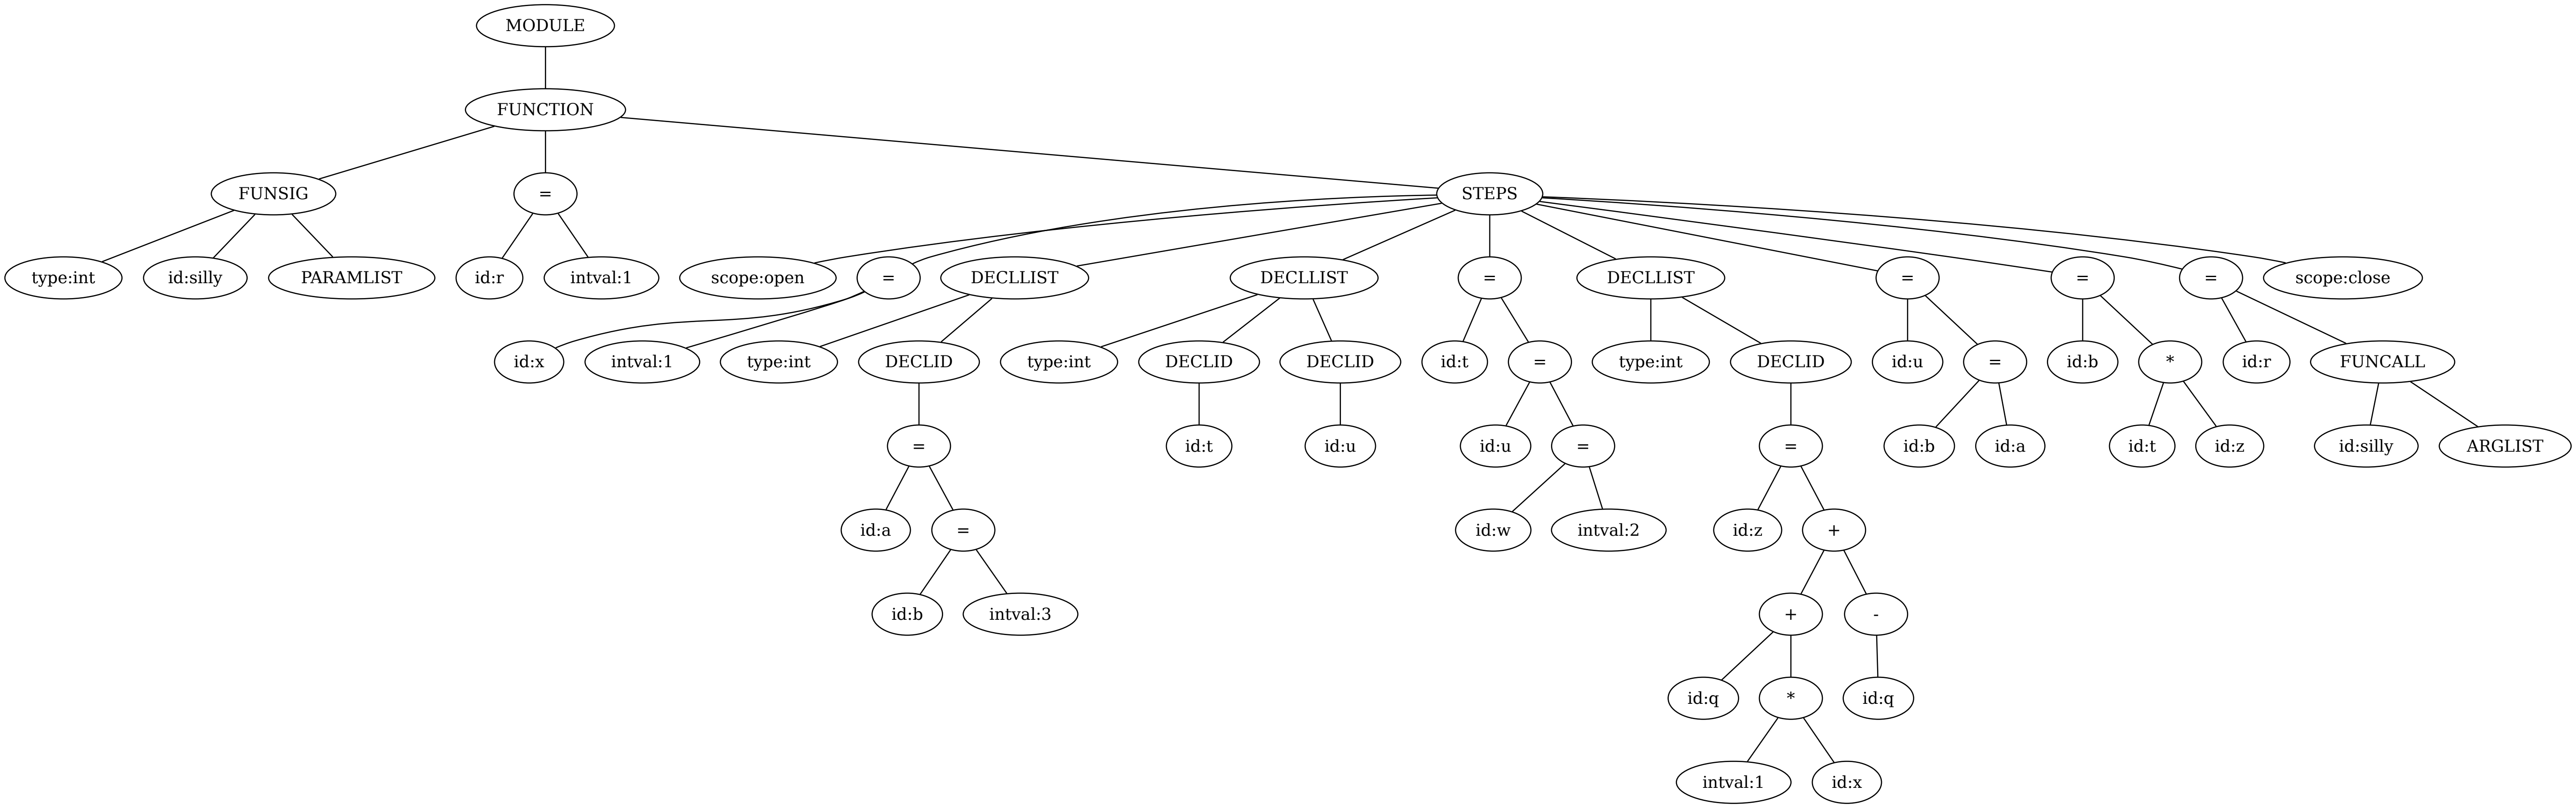 MODULE
FUNCTION
FUNSIG = STEPS
type:int id:silly PARAMLIST id:r intval:1 scope:open = DECLLIST DECLLIST = DECLLIST = = = scope:close
id:x intval:1 type:int DECLID type:int DECLID DECLID id:t = type:int DECLID id:u = id:b * id:r FUNCALL
= id:t id:u id:u = = id:b id:a id:t id:z id:silly ARGLIST
id:a = id:w intval:2 id:z +
id:b intval:3 + -
id:q * id:q
intval:1 id:x